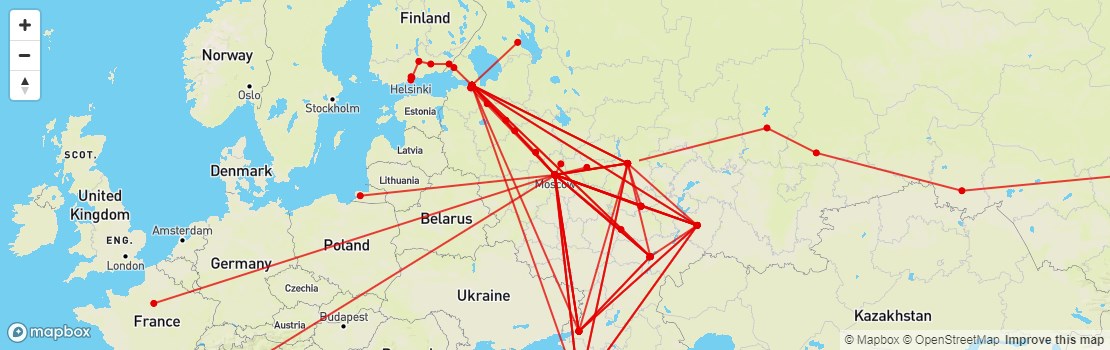 +
−
Finland
Norway
Helsinki
Oslo
Stockholm
Estonia
SCOT.
Latvia
Denmark
Lithuania
Moscow
United
Kingdom
Belarus
Amsterdam
ENG.
Poland
London
Germany
Czechia
Ukraine
France
Austria
Budapest
Kazakhstan
mapbox
© Mapbox © OpenStreetMap Improve this map